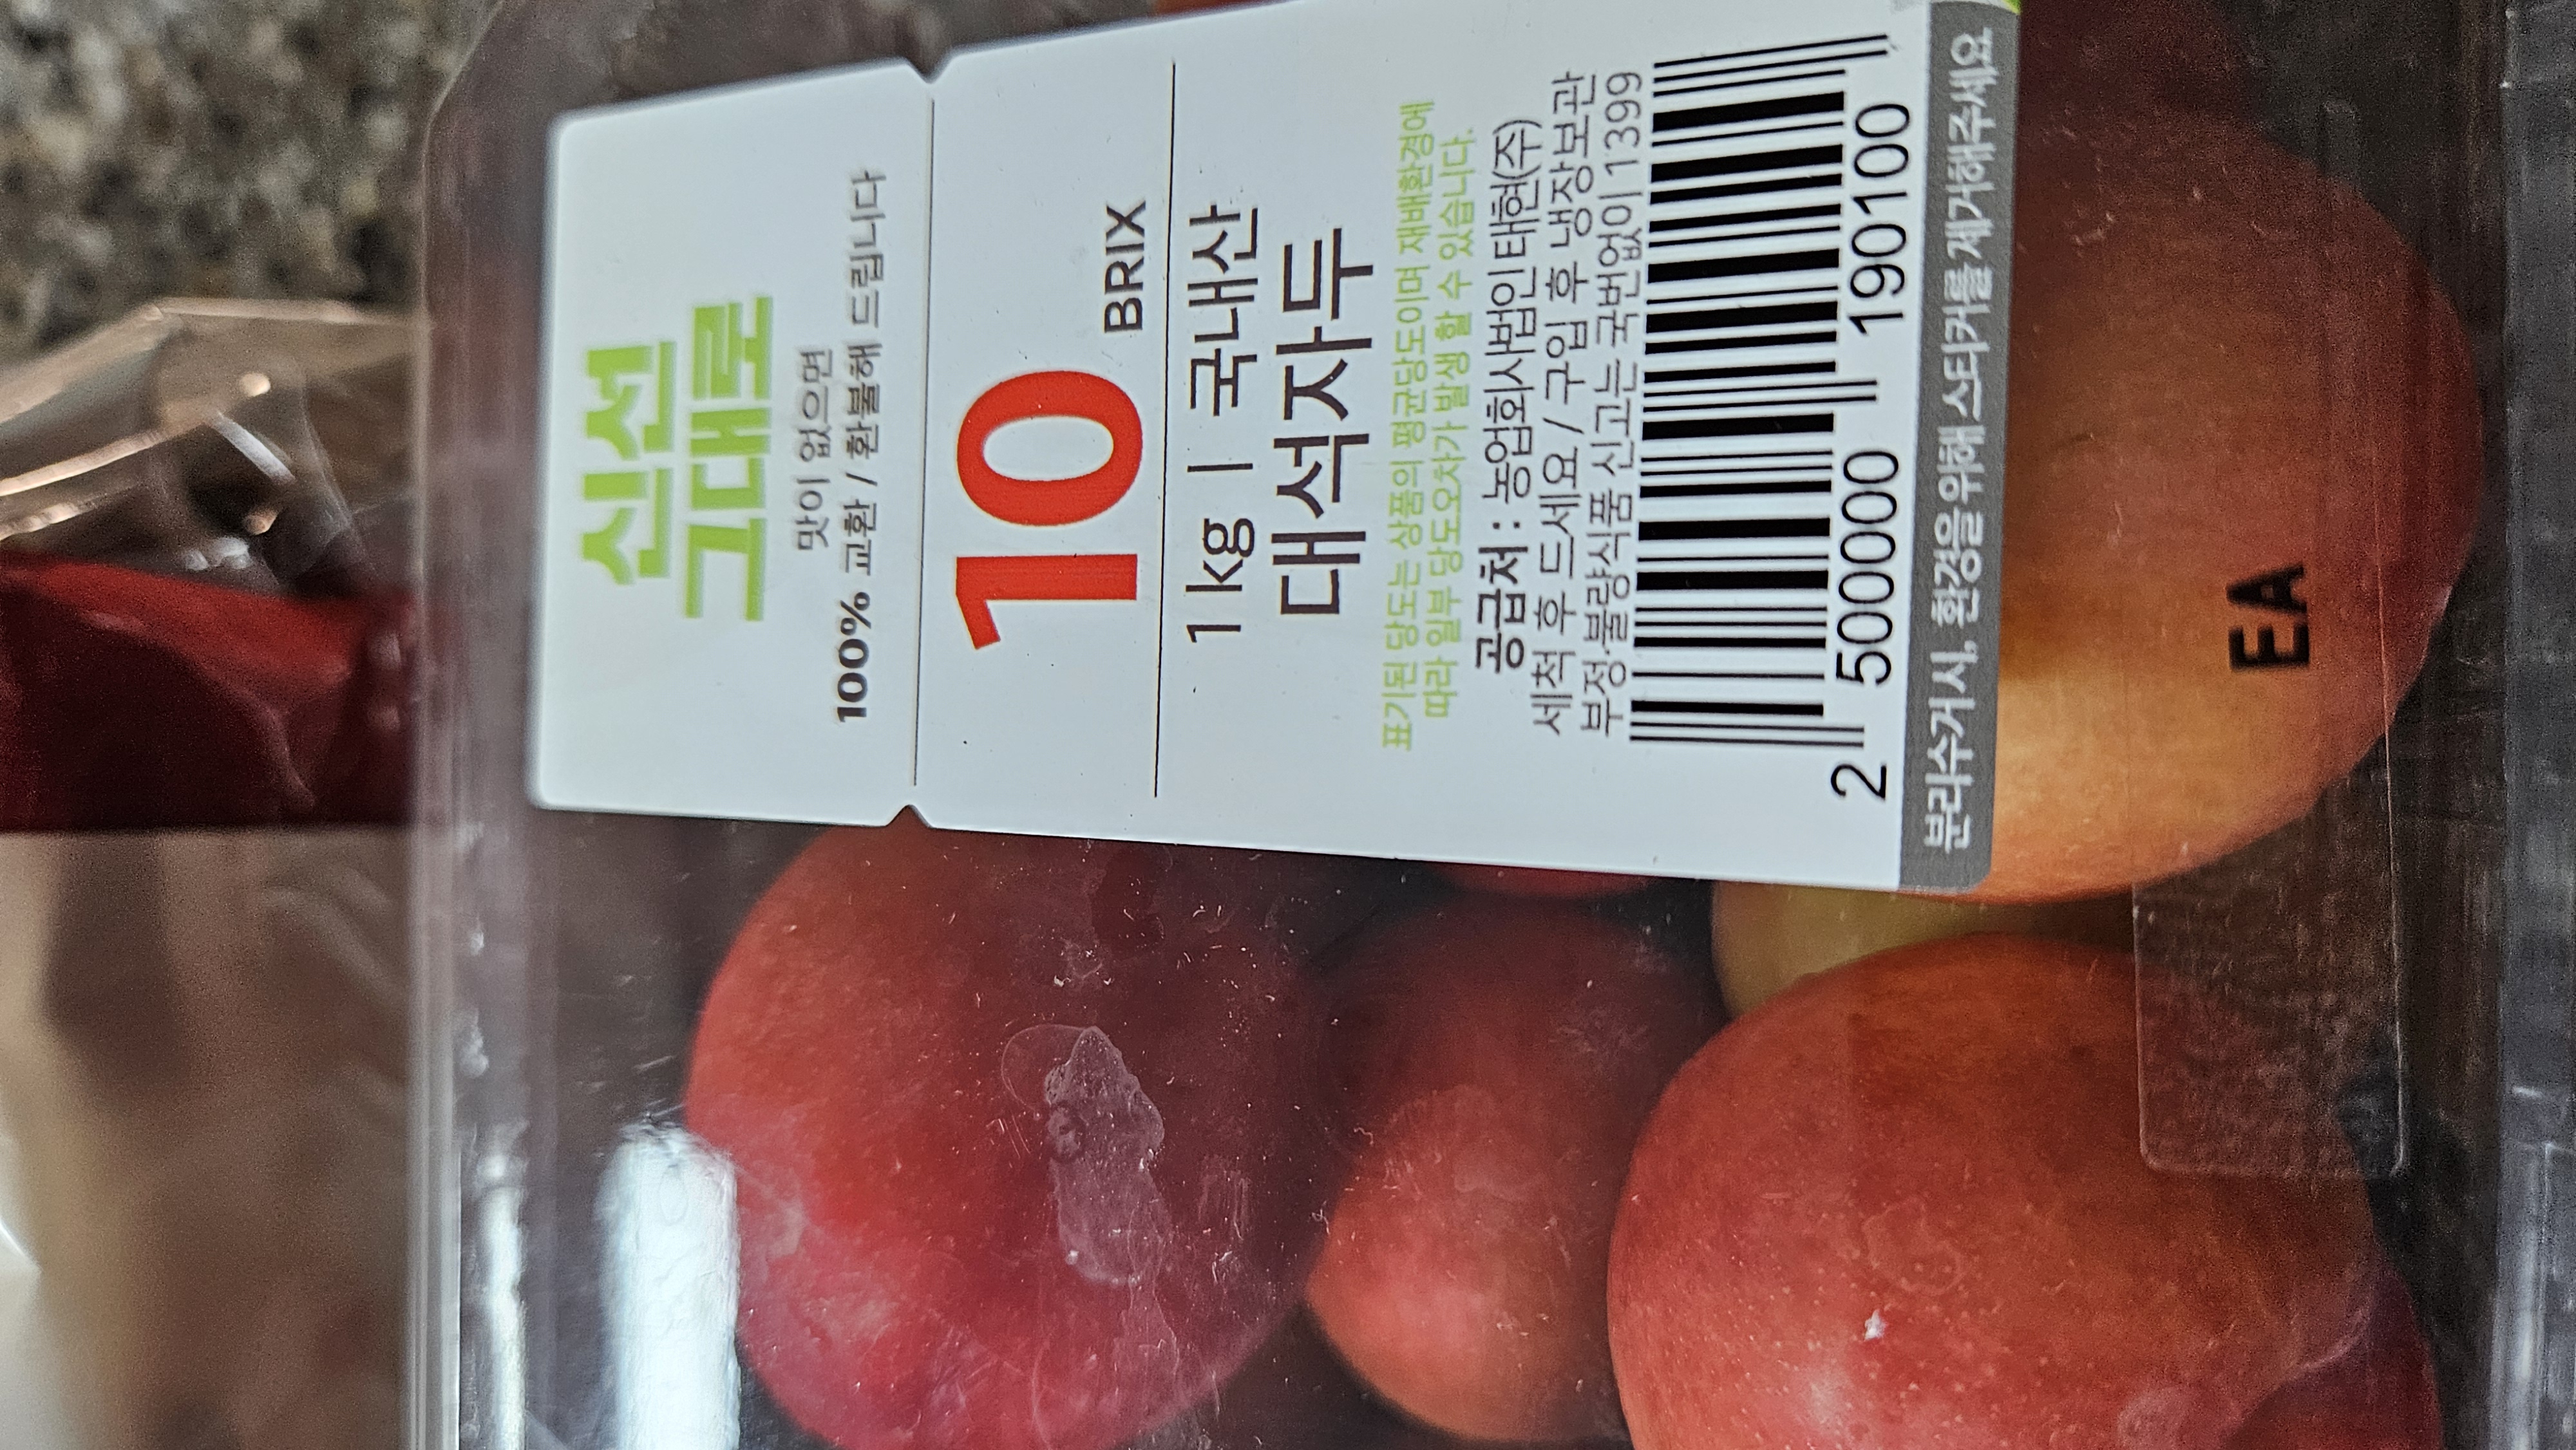 신선
그대로
맛이 없으면
100% 교환 / 환불해 드립니다
10 BRIX
1 kg | 국내산
대석자두
표기된 당도는 상품의 평균당도이며 재배환경에
따라 일부 당도오차가 발생 할 수 있습니다.
공급처 : 농업회사법인 태현(주)
세척 후 드세요 / 구입 후 냉장보관
부정·불량식품 신고는 국번없이 1399
2 500000 190100
분리수거 시, 환경을 위해 스티커를 제거해주세요
EA